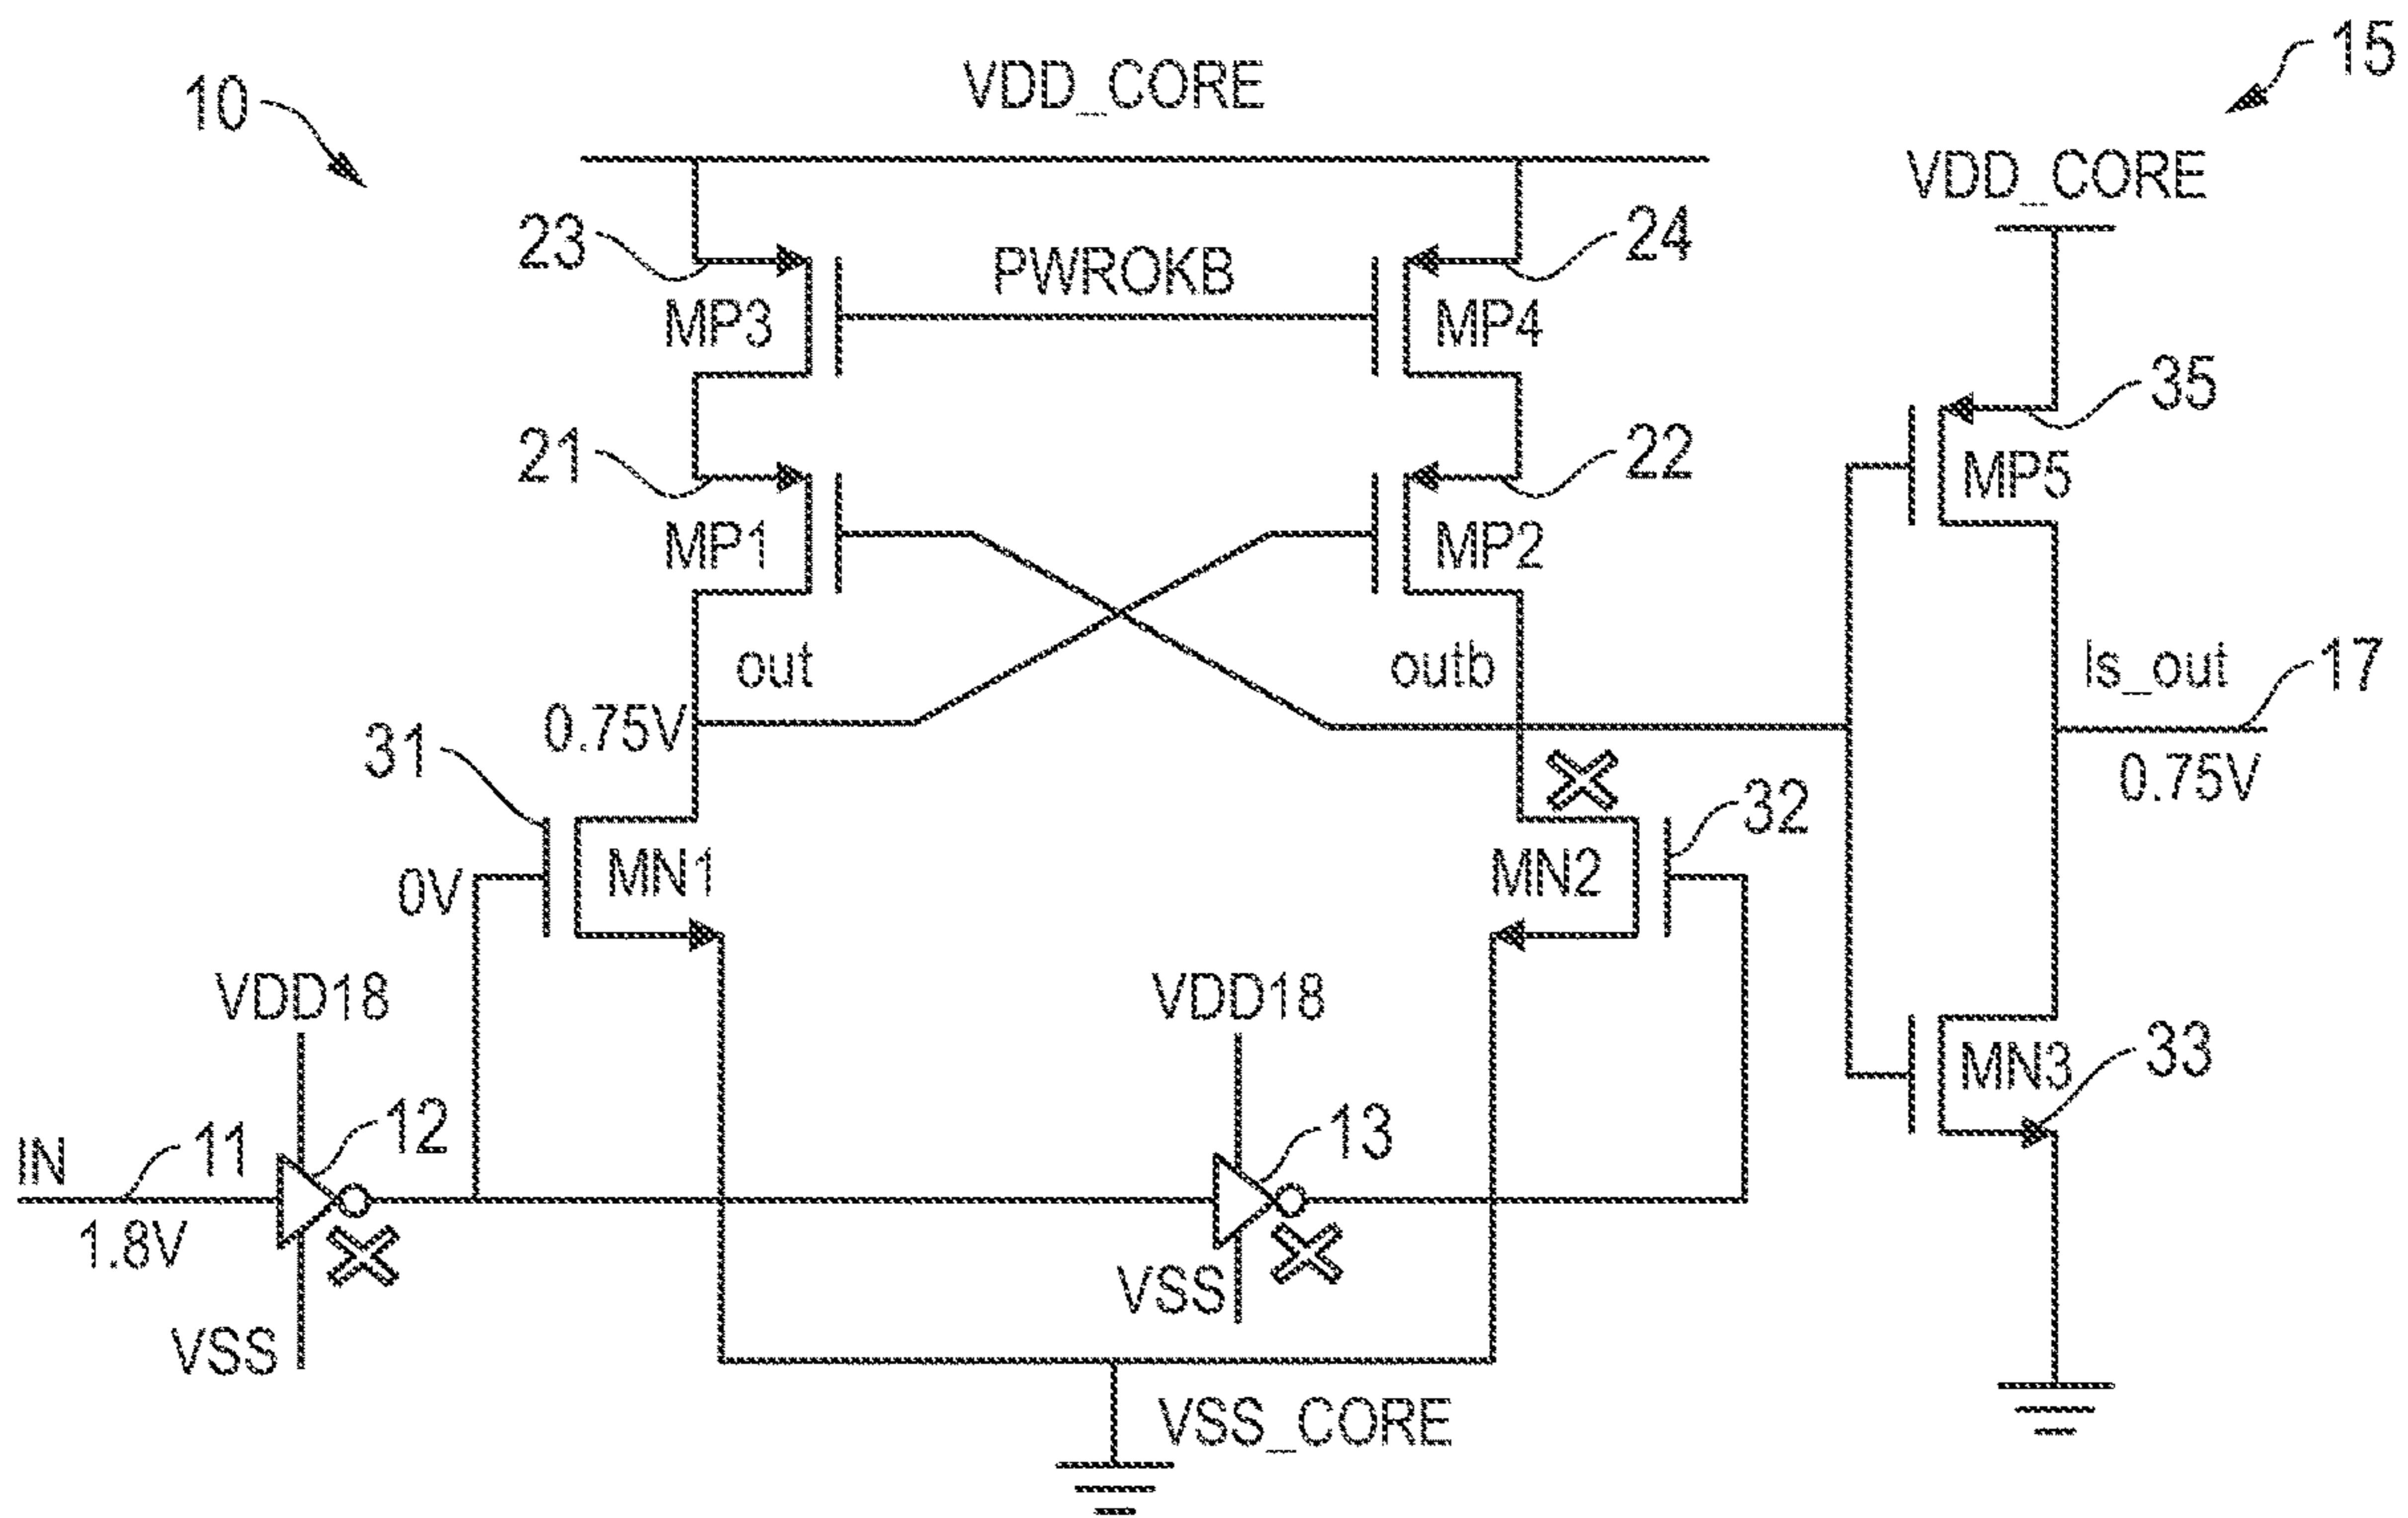 15
VDD_CORE
10
VDD_CORE
23
PWROKB
24
MP3
MP4
35
21
22
MP5
MP1
MP2
out
outb
ls_out
17
31
0.75V
0.75V
32
0V
MN1
MN2
VDD18
VDD18
MN3
33
IN
11
12
13
1.8V
VSS
VSS
VSS_CORE